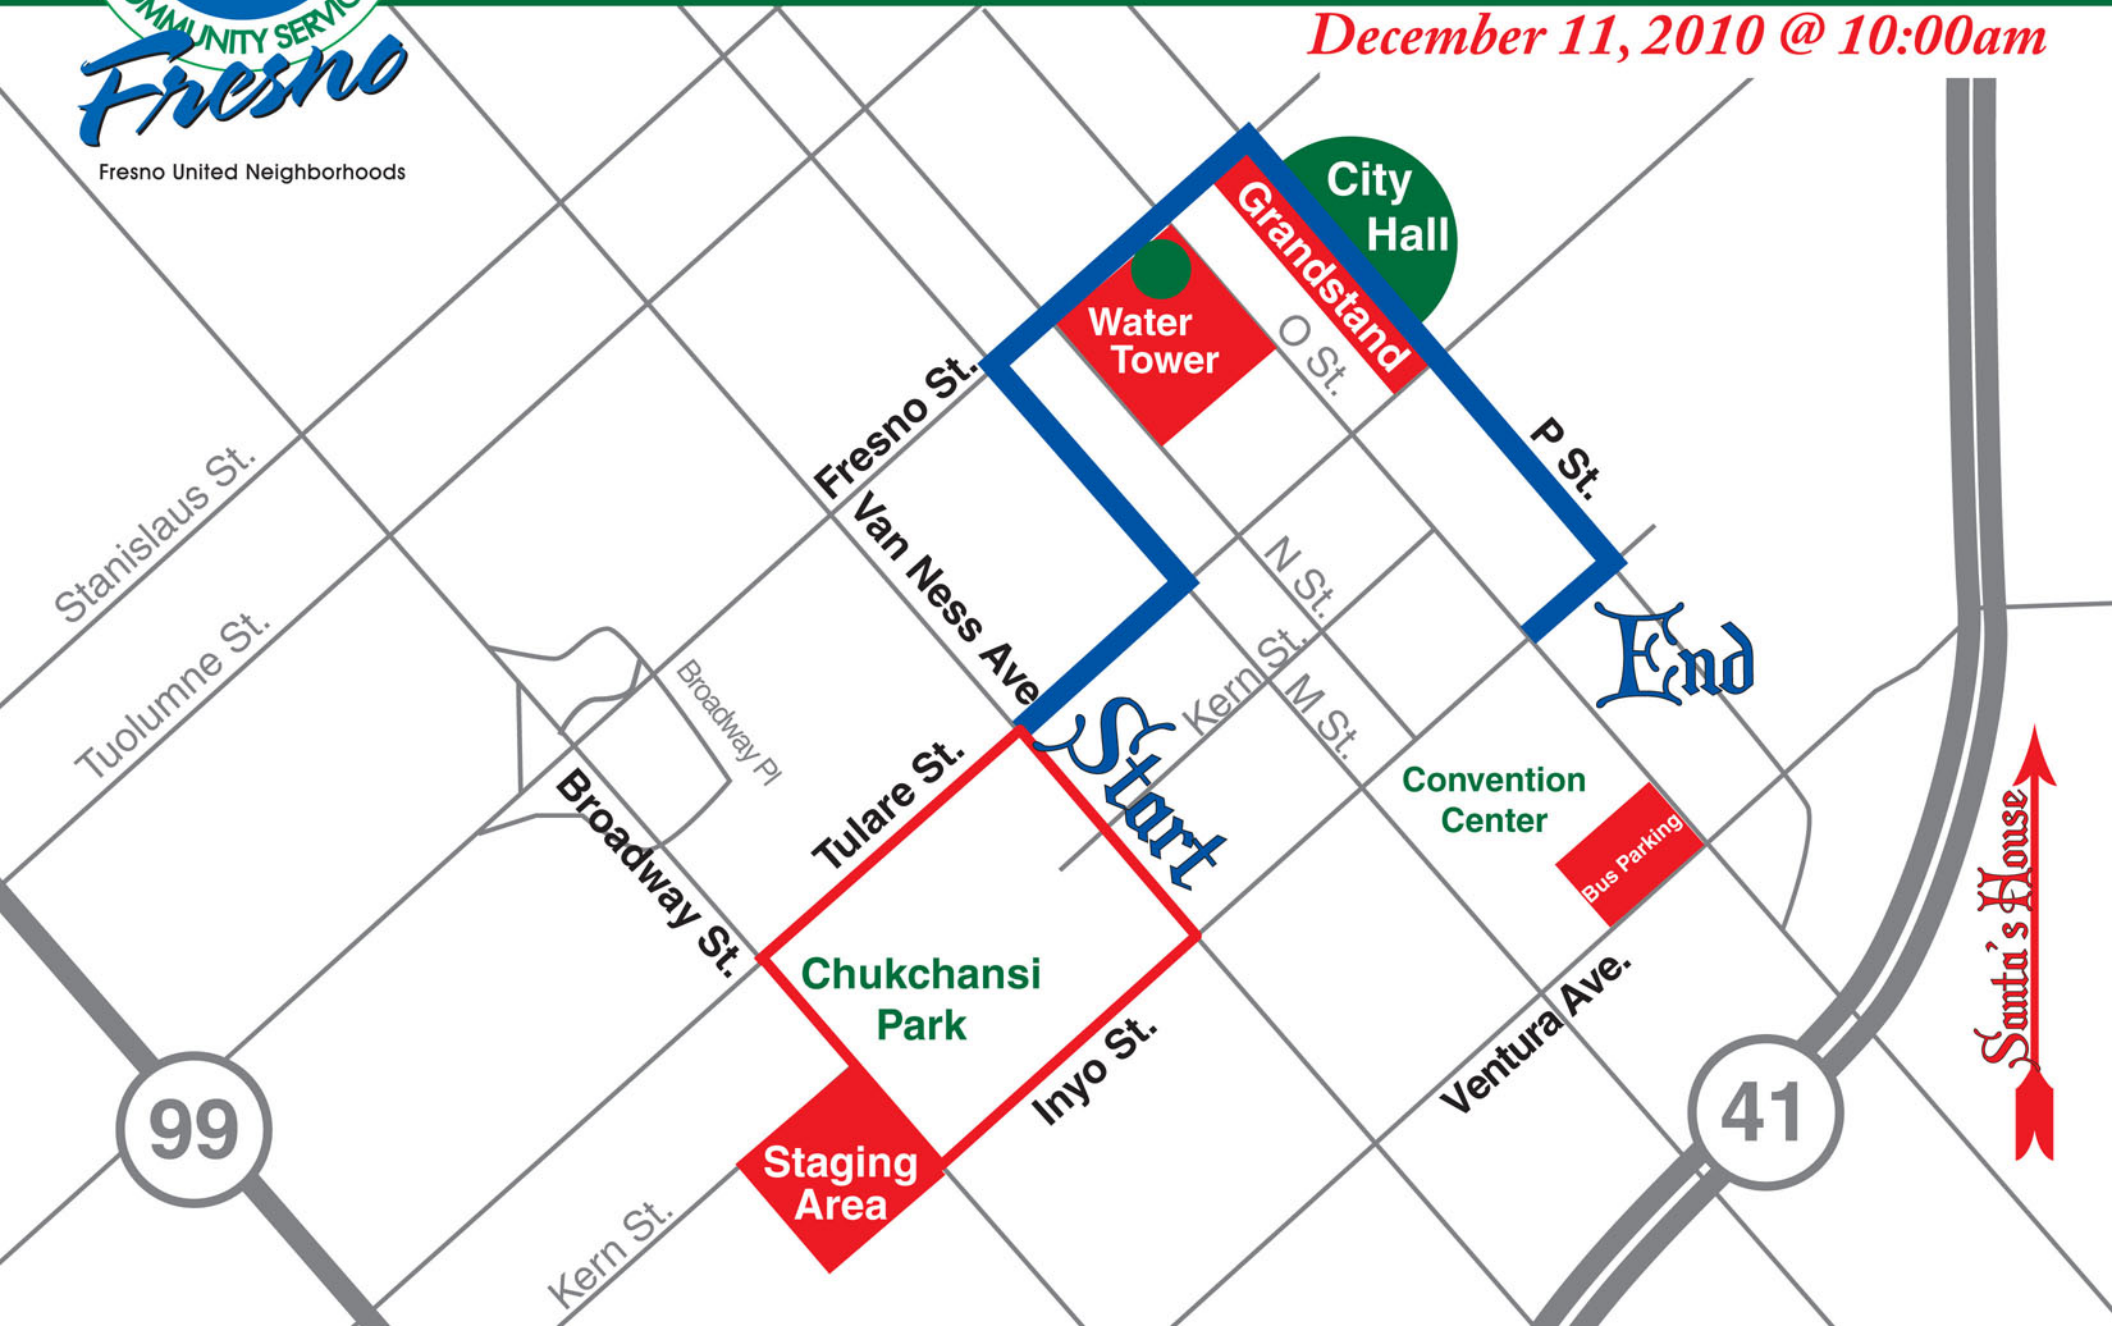 COMMUNITY SERVIC
Fresno
Fresno United Neighborhoods
December 11, 2010 @ 10:00am
City
Hall
Grandstand
Water
Tower
O St.
Fresno St.
P St.
Stanislaus St.
Van Ness Ave
N St.
Tuolumne St.
Kern St.
End
Broadway Pl
M St.
Start
Tulare St.
Broadway St.
Convention
Center
Bus Parking
Santa's House
Chukchansi
Park
Inyo St.
Ventura Ave.
99
41
Staging
Area
Kern St.